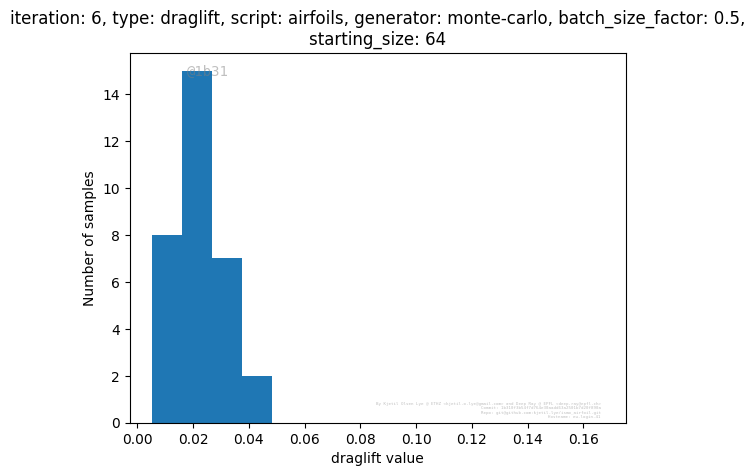 iteration: 6, type: draglift, script: airfoils, generator: monte-carlo, batch_size_factor: 0.5,
starting_size: 64
@1b31
14
12
10
8
6
4
2
0
Number of samples
0.00 0.02 0.04 0.06 0.08 0.10 0.12 0.14 0.16
draglift value